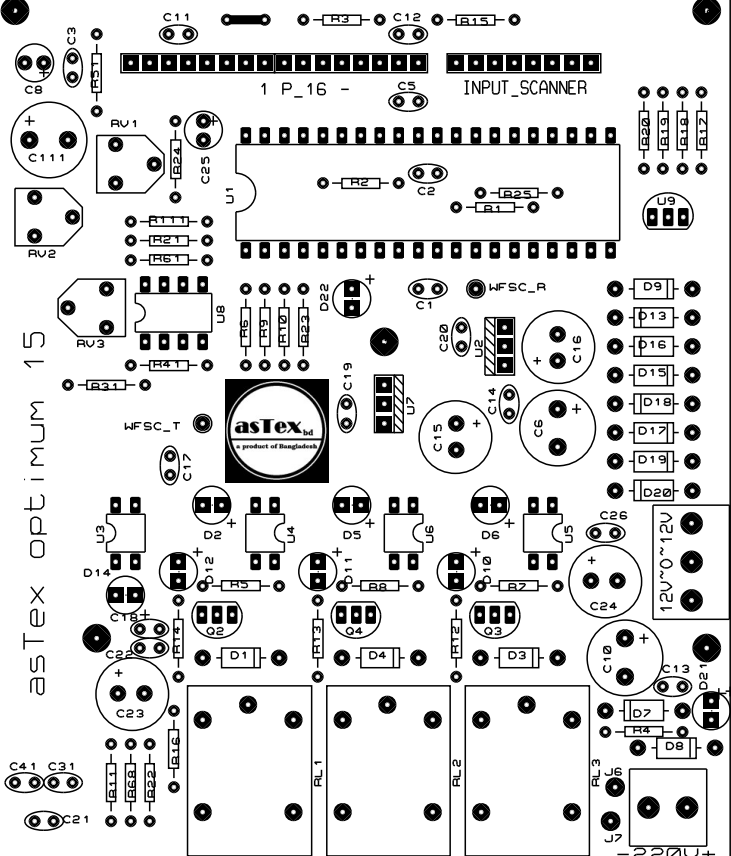 C11
R3
C12
R15
C3
R51
C8
1 P_16 -
INPUT_SCANNER
C5
C111
RV1
R24
C25
R20
R19
R18
R17
U1
R2
C2
R25
R1
U9
RV2
R111
R21
R61
D22
C1
WFSC_R
D9
U8
R6
R9
R10
R23
D13
RV3
C20
U2
C16
D16
R41
R31
C19
D15
U7
C14
D18
WFSC_T
asTex bd
a product of Bangladesh
C15
C6
D17
C17
D19
D20
U3
D2
U4
D5
U6
D6
U5
C26
12V~0~12V
D14
D12
R5
D11
R8
D10
R7
C24
C18
Q2
Q4
Q3
R14
R13
R12
C22
D1
D4
D3
C10
C13
D21
C23
asTex optimum 15
D7
R4
R16
D8
RL1
RL2
RL3
C41
C31
R11
R68
R22
J6
C21
J7
-220V+